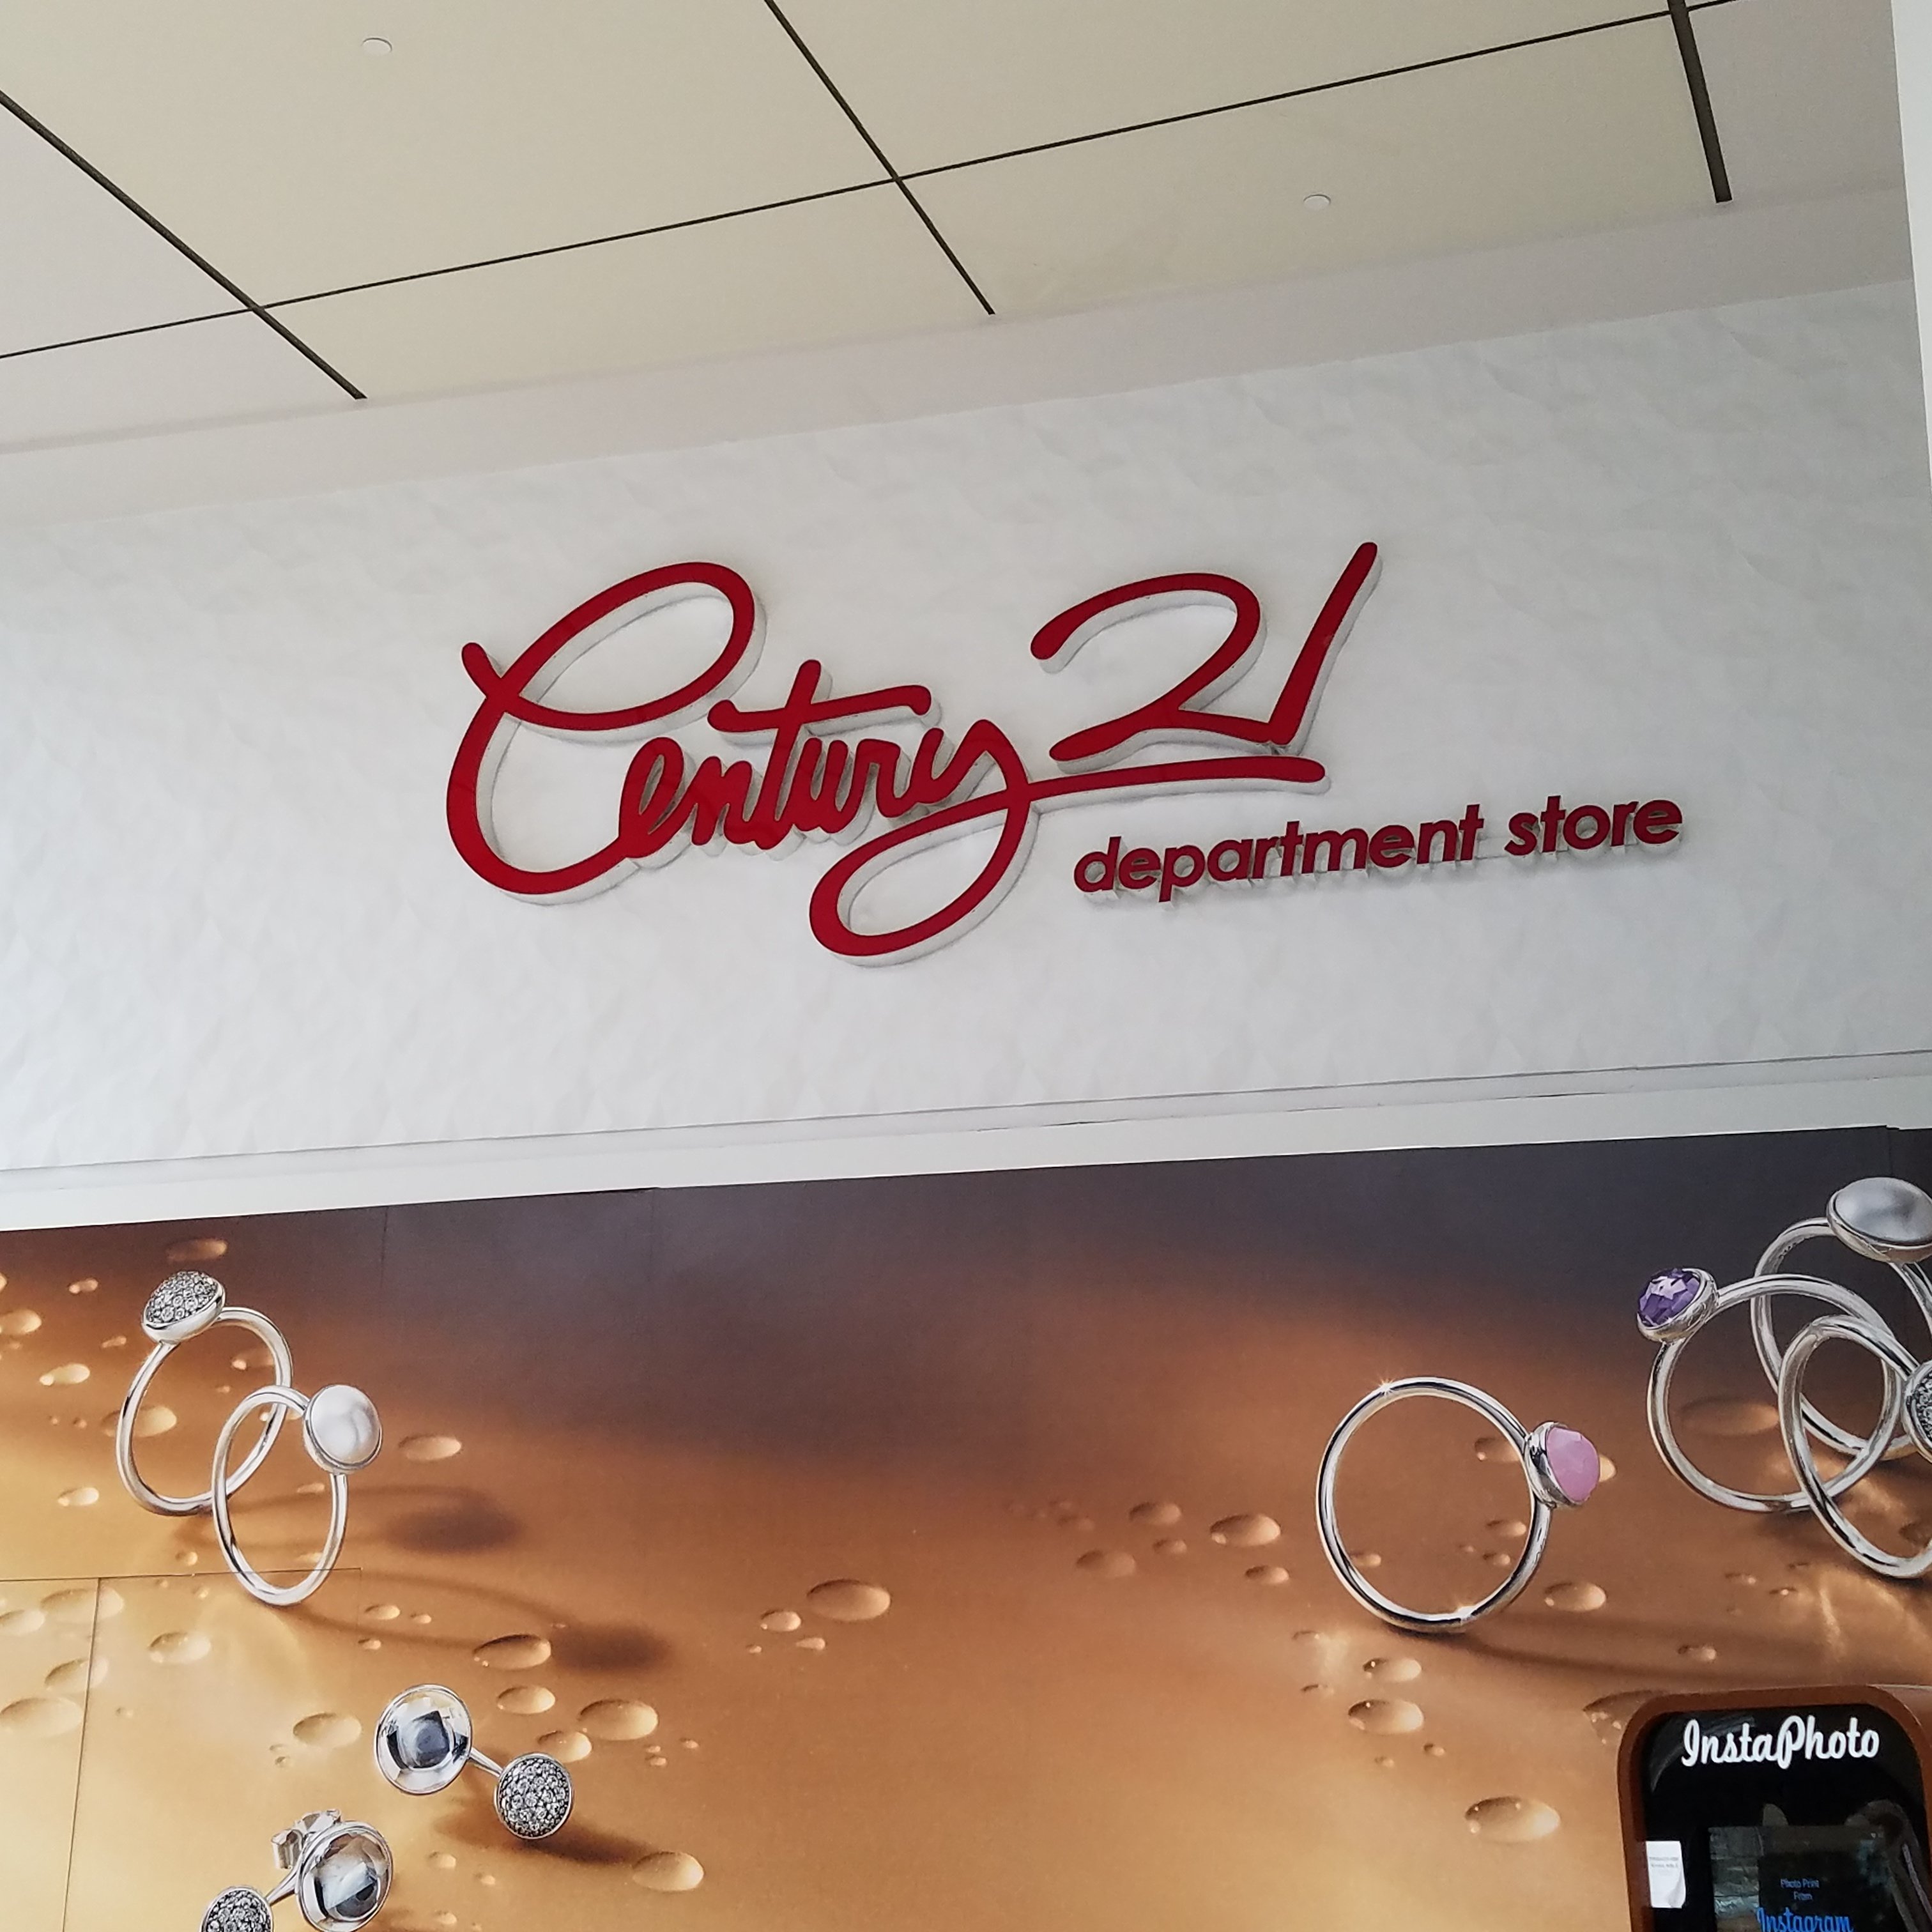 Century 21
department store
InstaPhoto
Photo Print
From
Instagram